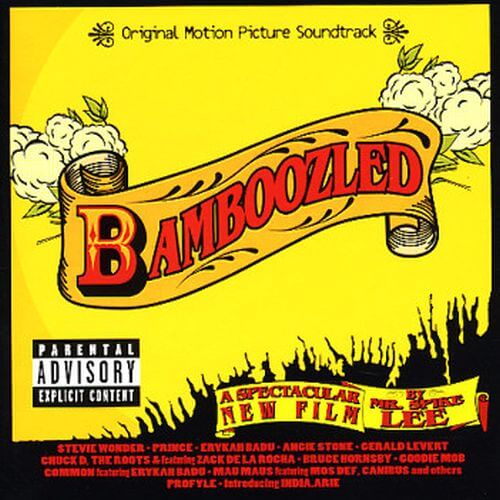 Original Motion Picture Soundtrack
BAMBOOZLED
PARENTAL
ADVISORY
EXPLICIT CONTENT
A SPECTACULAR
NEW FILM
BY
MR. SPIKE
LEE
STEVIE WONDER - PRINCE - ERYKAH BADU - ANGIE STONE - GERALD LEVERT
CHUCK D, THE ROOTS & featuring ZACK DE LA ROCHA - BRUCE HORNSBY - GOODIE MOB
COMMON featuring ERYKAH BADU - MAU MAUS featuring MOS DEF, CANIBUS and others
PROFYLE - Introducing INDIA.ARIE